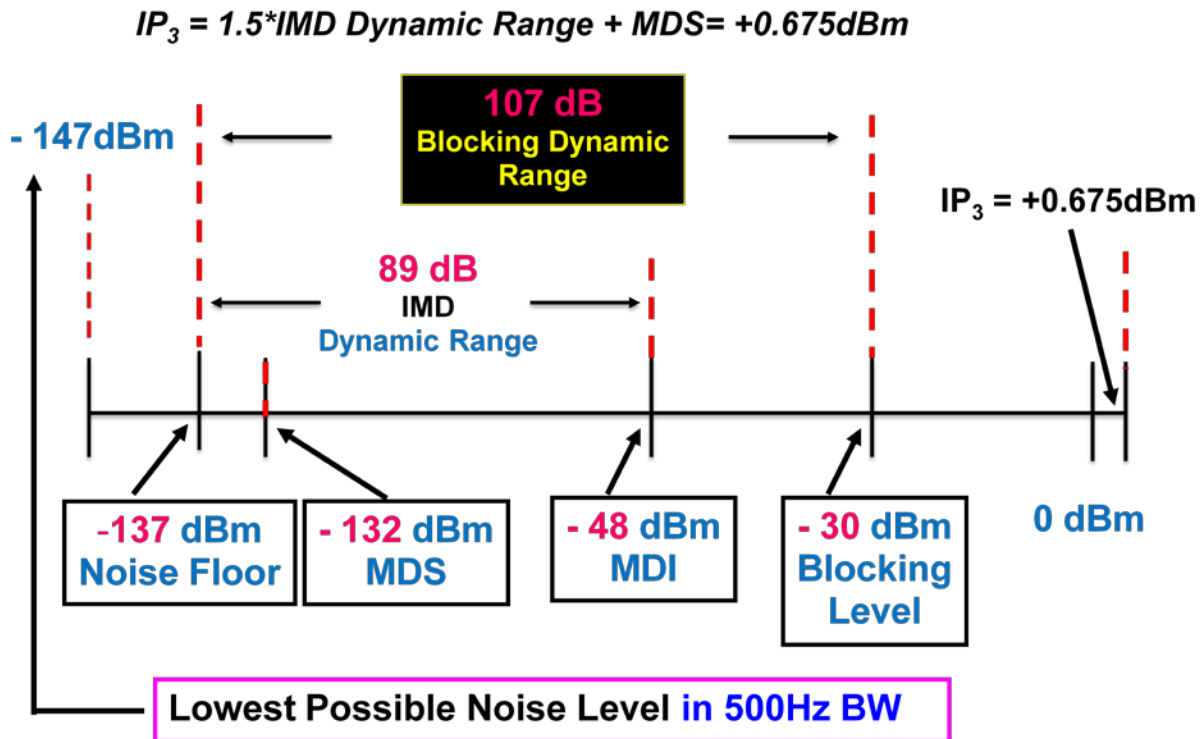 IP3 = 1.5*IMD Dynamic Range + MDS= +0.675dBm
107 dB
Blocking Dynamic
Range
- 147dBm
IP3 = +0.675dBm
89 dB
IMD
Dynamic Range
-137 dBm
Noise Floor
- 132 dBm
MDS
- 48 dBm
MDI
- 30 dBm
Blocking
Level
0 dBm
Lowest Possible Noise Level in 500Hz BW